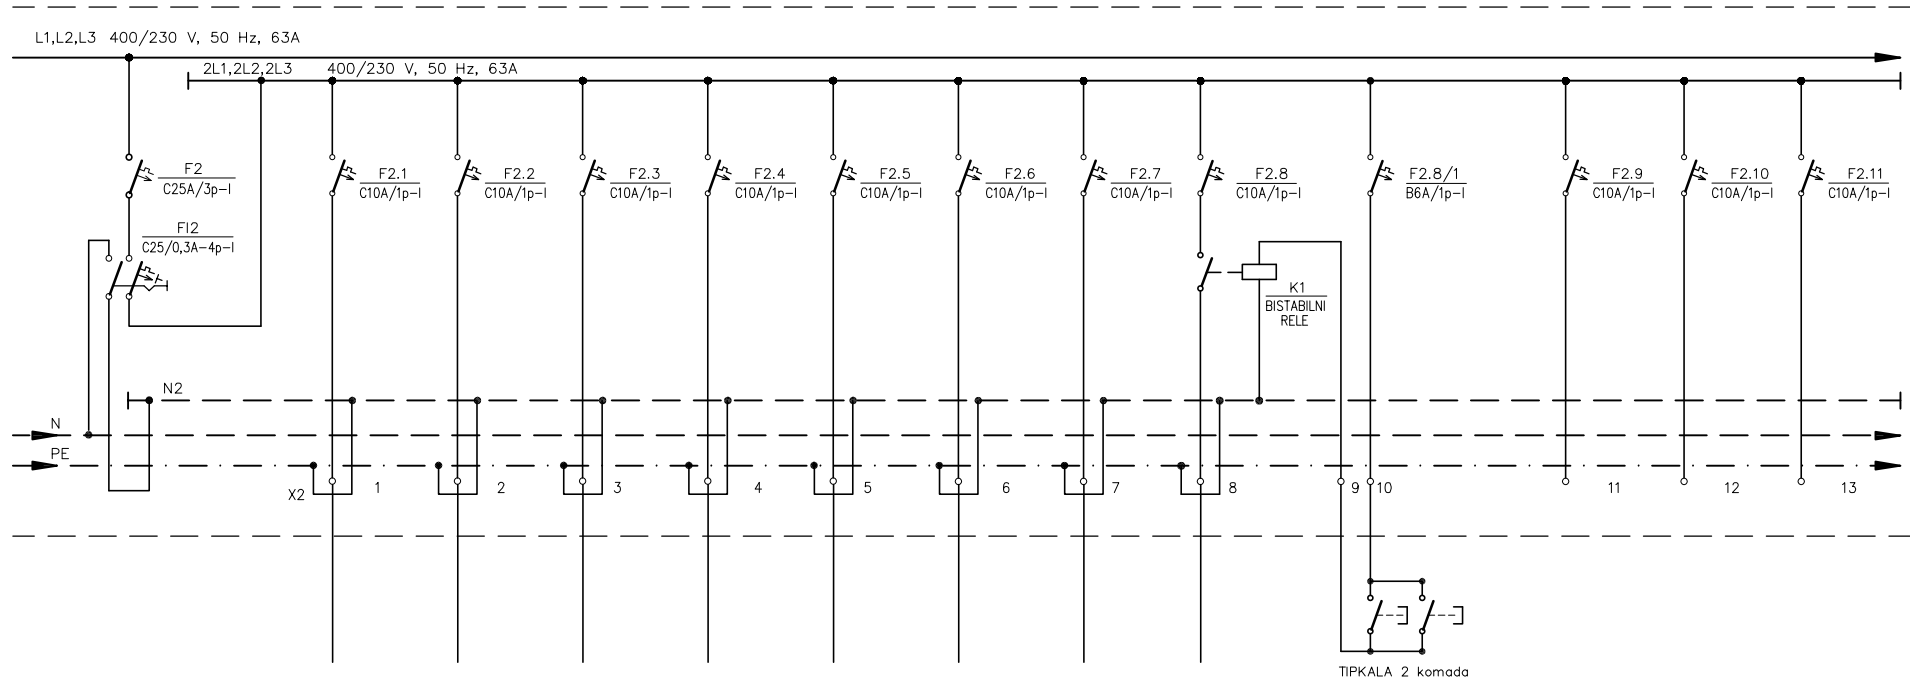 L1,L2,L3 400/230 V, 50 Hz, 63A
2L1,2L2,2L3 400/230 V, 50 Hz, 63A
F2
C25A/3p-I
F2.1
C10A/1p-I
F2.2
C10A/1p-I
F2.3
C10A/1p-I
F2.4
C10A/1p-I
F2.5
C10A/1p-I
F2.6
C10A/1p-I
F2.7
C10A/1p-I
F2.8
C10A/1p-I
F2.8/1
B6A/1p-I
F2.9
C10A/1p-I
F2.10
C10A/1p-I
F2.11
C10A/1p-I
FI2
C25/0,3A-4p-I
K1
BISTABILNI
RELE
N2
N
PE
X2 1 2 3 4 5 6 7 8 9 10 11 12 13
TIPKALA 2 komada